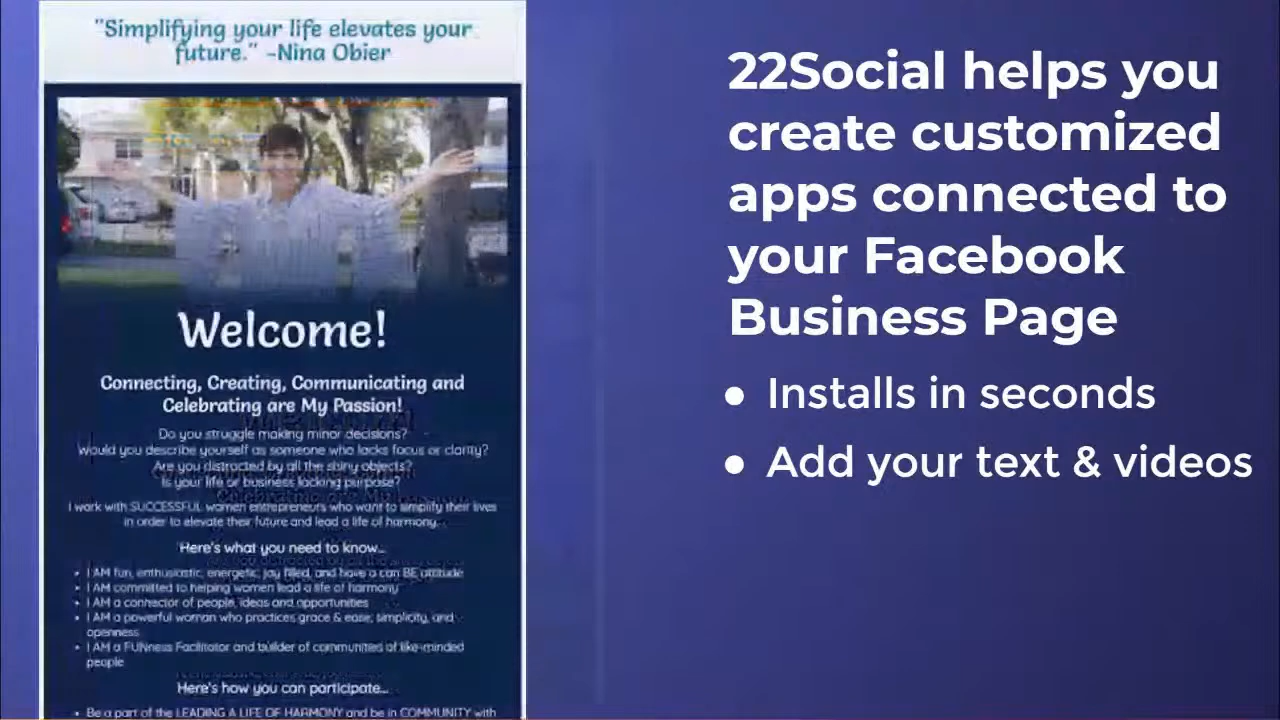 "Simplifying your life elevates your
future." -Nina Obier
Welcome!
Connecting, Creating, Communicating and
Celebrating are My Passion!
Do you struggle making minor decisions?
Would you describe yourself as someone who lacks focus or clarity?
Are you distracted by all the shiny objects?
Is your life or business lacking purpose?
I work with SUCCESSFUL women entrepreneurs who want to simplify their lives
in order to elevate their future and lead a life of harmony.
Here's what you need to know...
• I AM fun, enthusiastic, energetic, joy filled, and have a can BE attitude
• I AM committed to helping women lead a life of harmony
• I AM a connector of people, ideas and opportunities
• I AM a powerful woman who practices grace & ease, simplicity, and
openness
• I AM a FUNness Facilitator and builder of communities of like-minded
people
Here's how you can participate...
• Be a part of the LEADING A LIFE OF HARMONY and be in COMMUNITY with
22Social helps you
create customized
apps connected to
your Facebook
Business Page
• Installs in seconds
• Add your text & videos